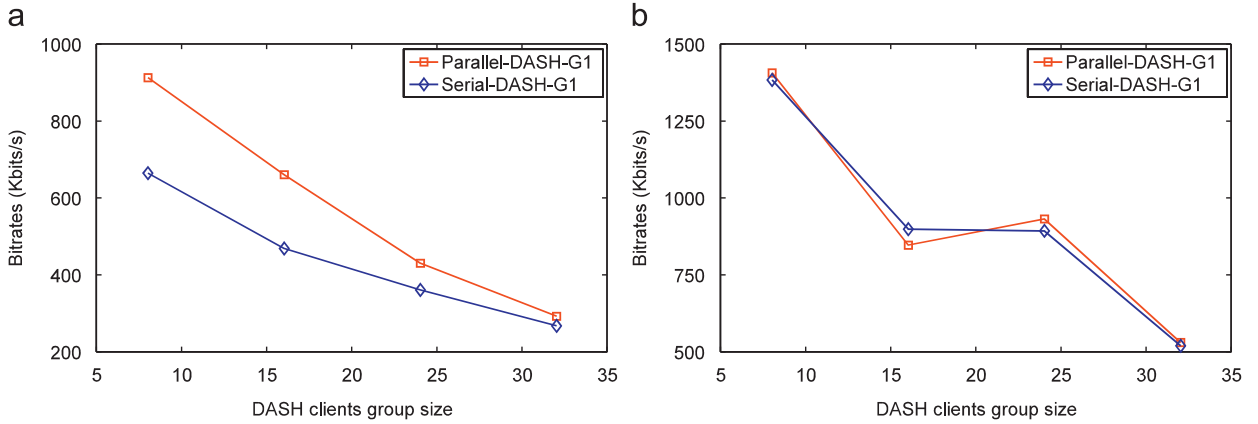 a
1000
800
600
400
200
5
10
15
20
25
30
35
Bitrates (Kbits/s)
DASH clients group size
Parallel-DASH-G1
Serial-DASH-G1
b
1500
1250
1000
750
500
5
10
15
20
25
30
35
Bitrates (Kbits/s)
DASH clients group size
Parallel-DASH-G1
Serial-DASH-G1